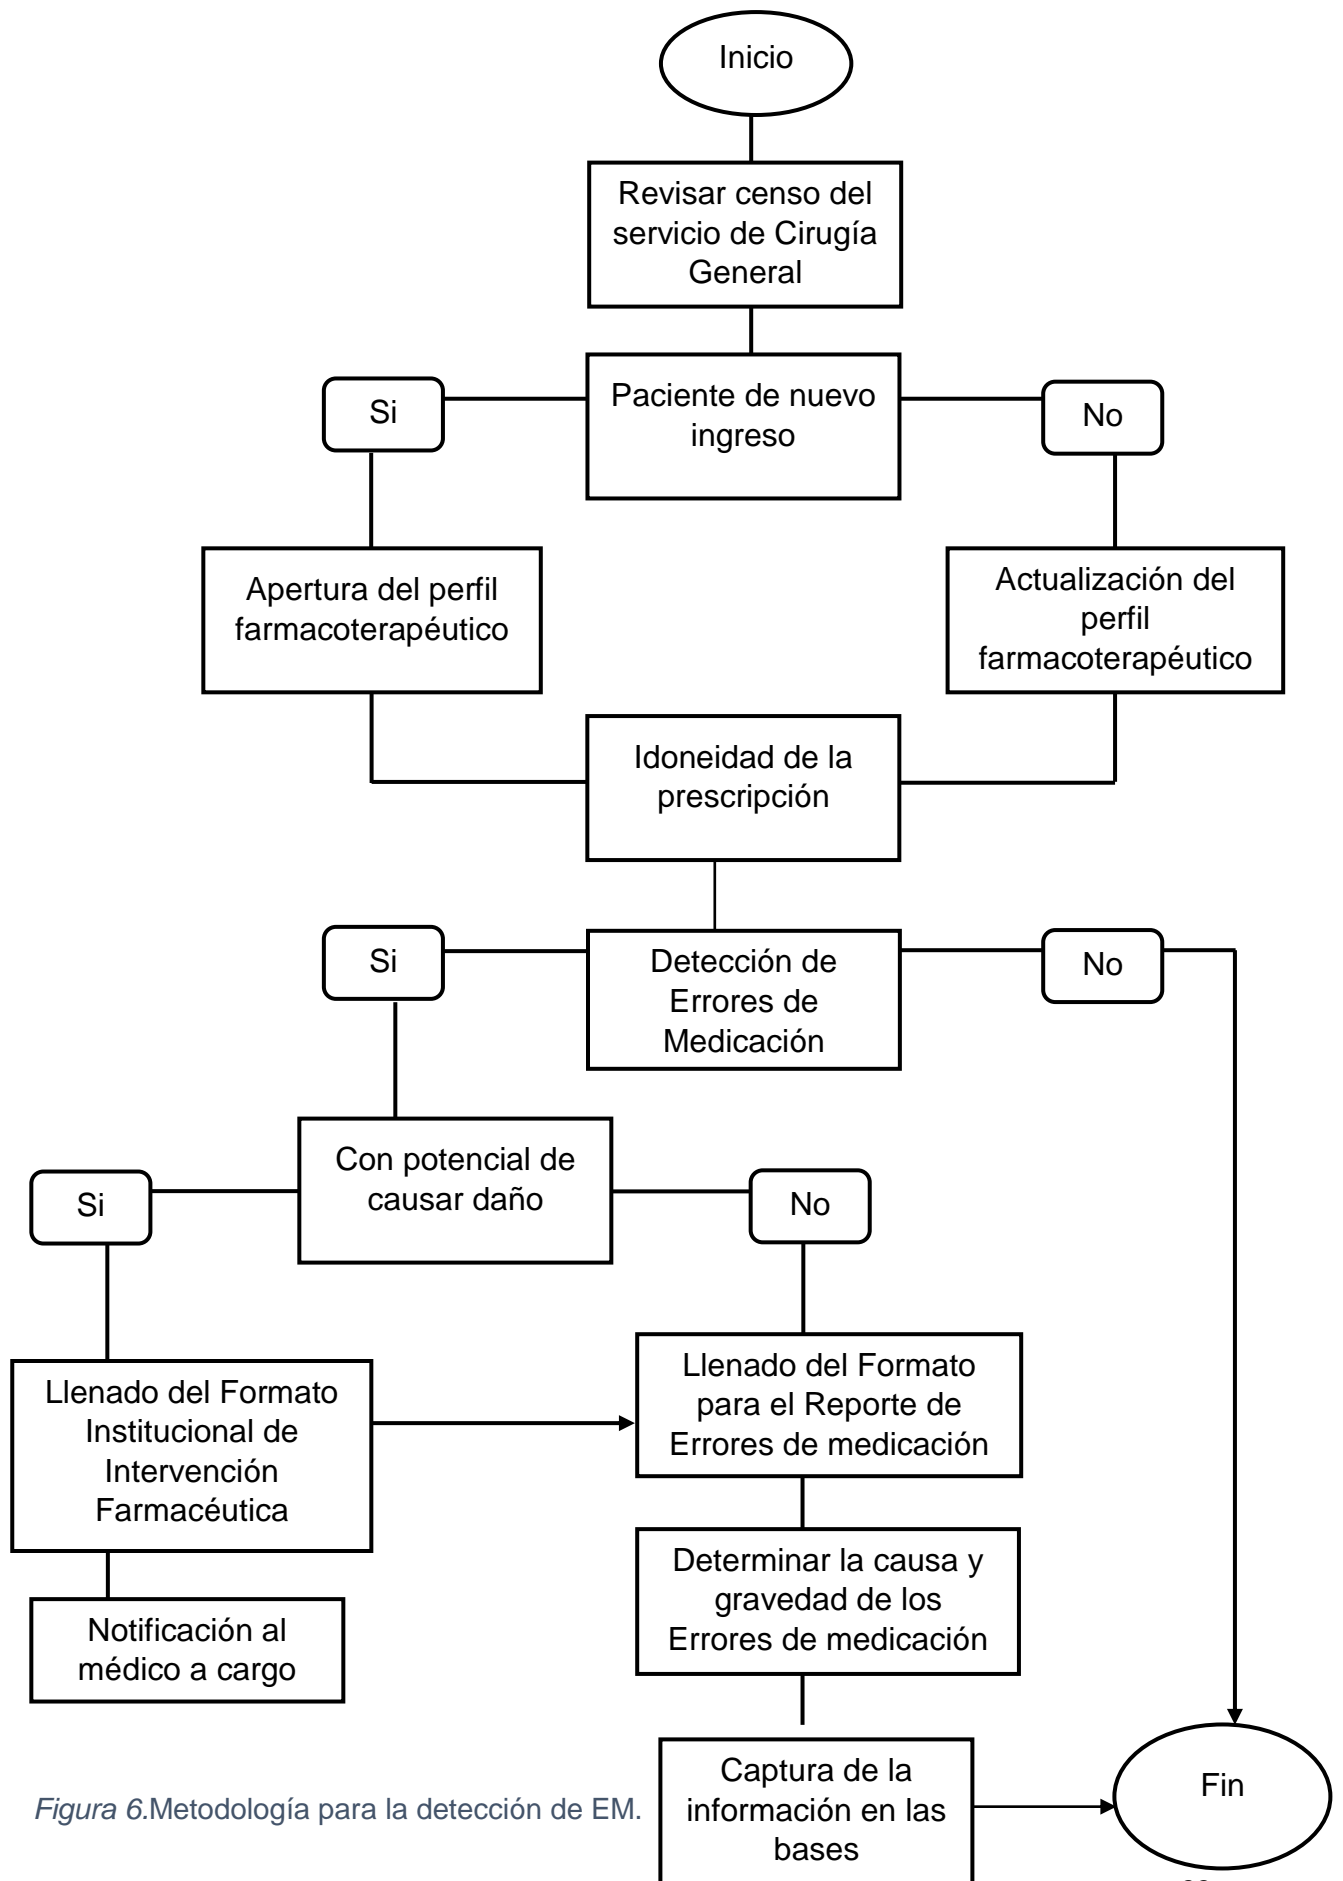 Inicio
Revisar censo del
servicio de Cirugía
General
Si
Paciente de nuevo
ingreso
No
Apertura del perfil
farmacoterapéutico
Actualización del
perfil
farmacoterapéutico
Idoneidad de la
prescripción
Si
Detección de
Errores de
Medicación
No
Con potencial de
causar daño
Si
No
Llenado del Formato
Institucional de
Intervención
Farmacéutica
Llenado del Formato
para el Reporte de
Errores de medicación
Determinar la causa y
gravedad de los
Errores de medicación
Notificación al
médico a cargo
Captura de la
información en las
bases
Fin
Figura 6.Metodología para la detección de EM.